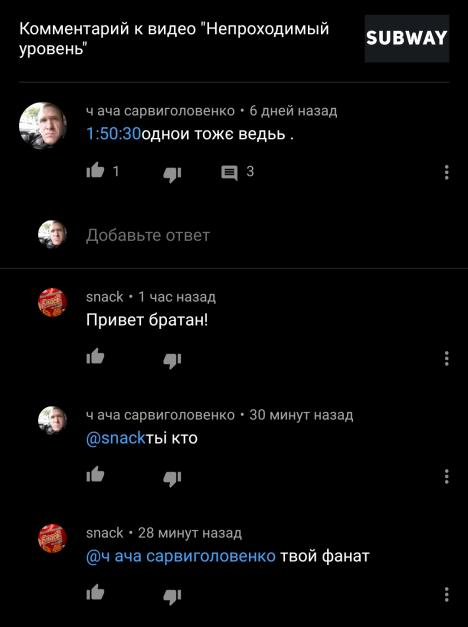 Комментарий к видео "Непроходимый
уровень"
SUBWAY
ч ача сарвиголовенко • 6 дней назад
1:50:30однои тожє ведьь .
1
3
Добавьте ответ
snack • 1 час назад
Привет братан!
ч ача сарвиголовенко • 30 минут назад
@snackтьі кто
snack • 28 минут назад
@ч ача сарвиголовенко твой фанат